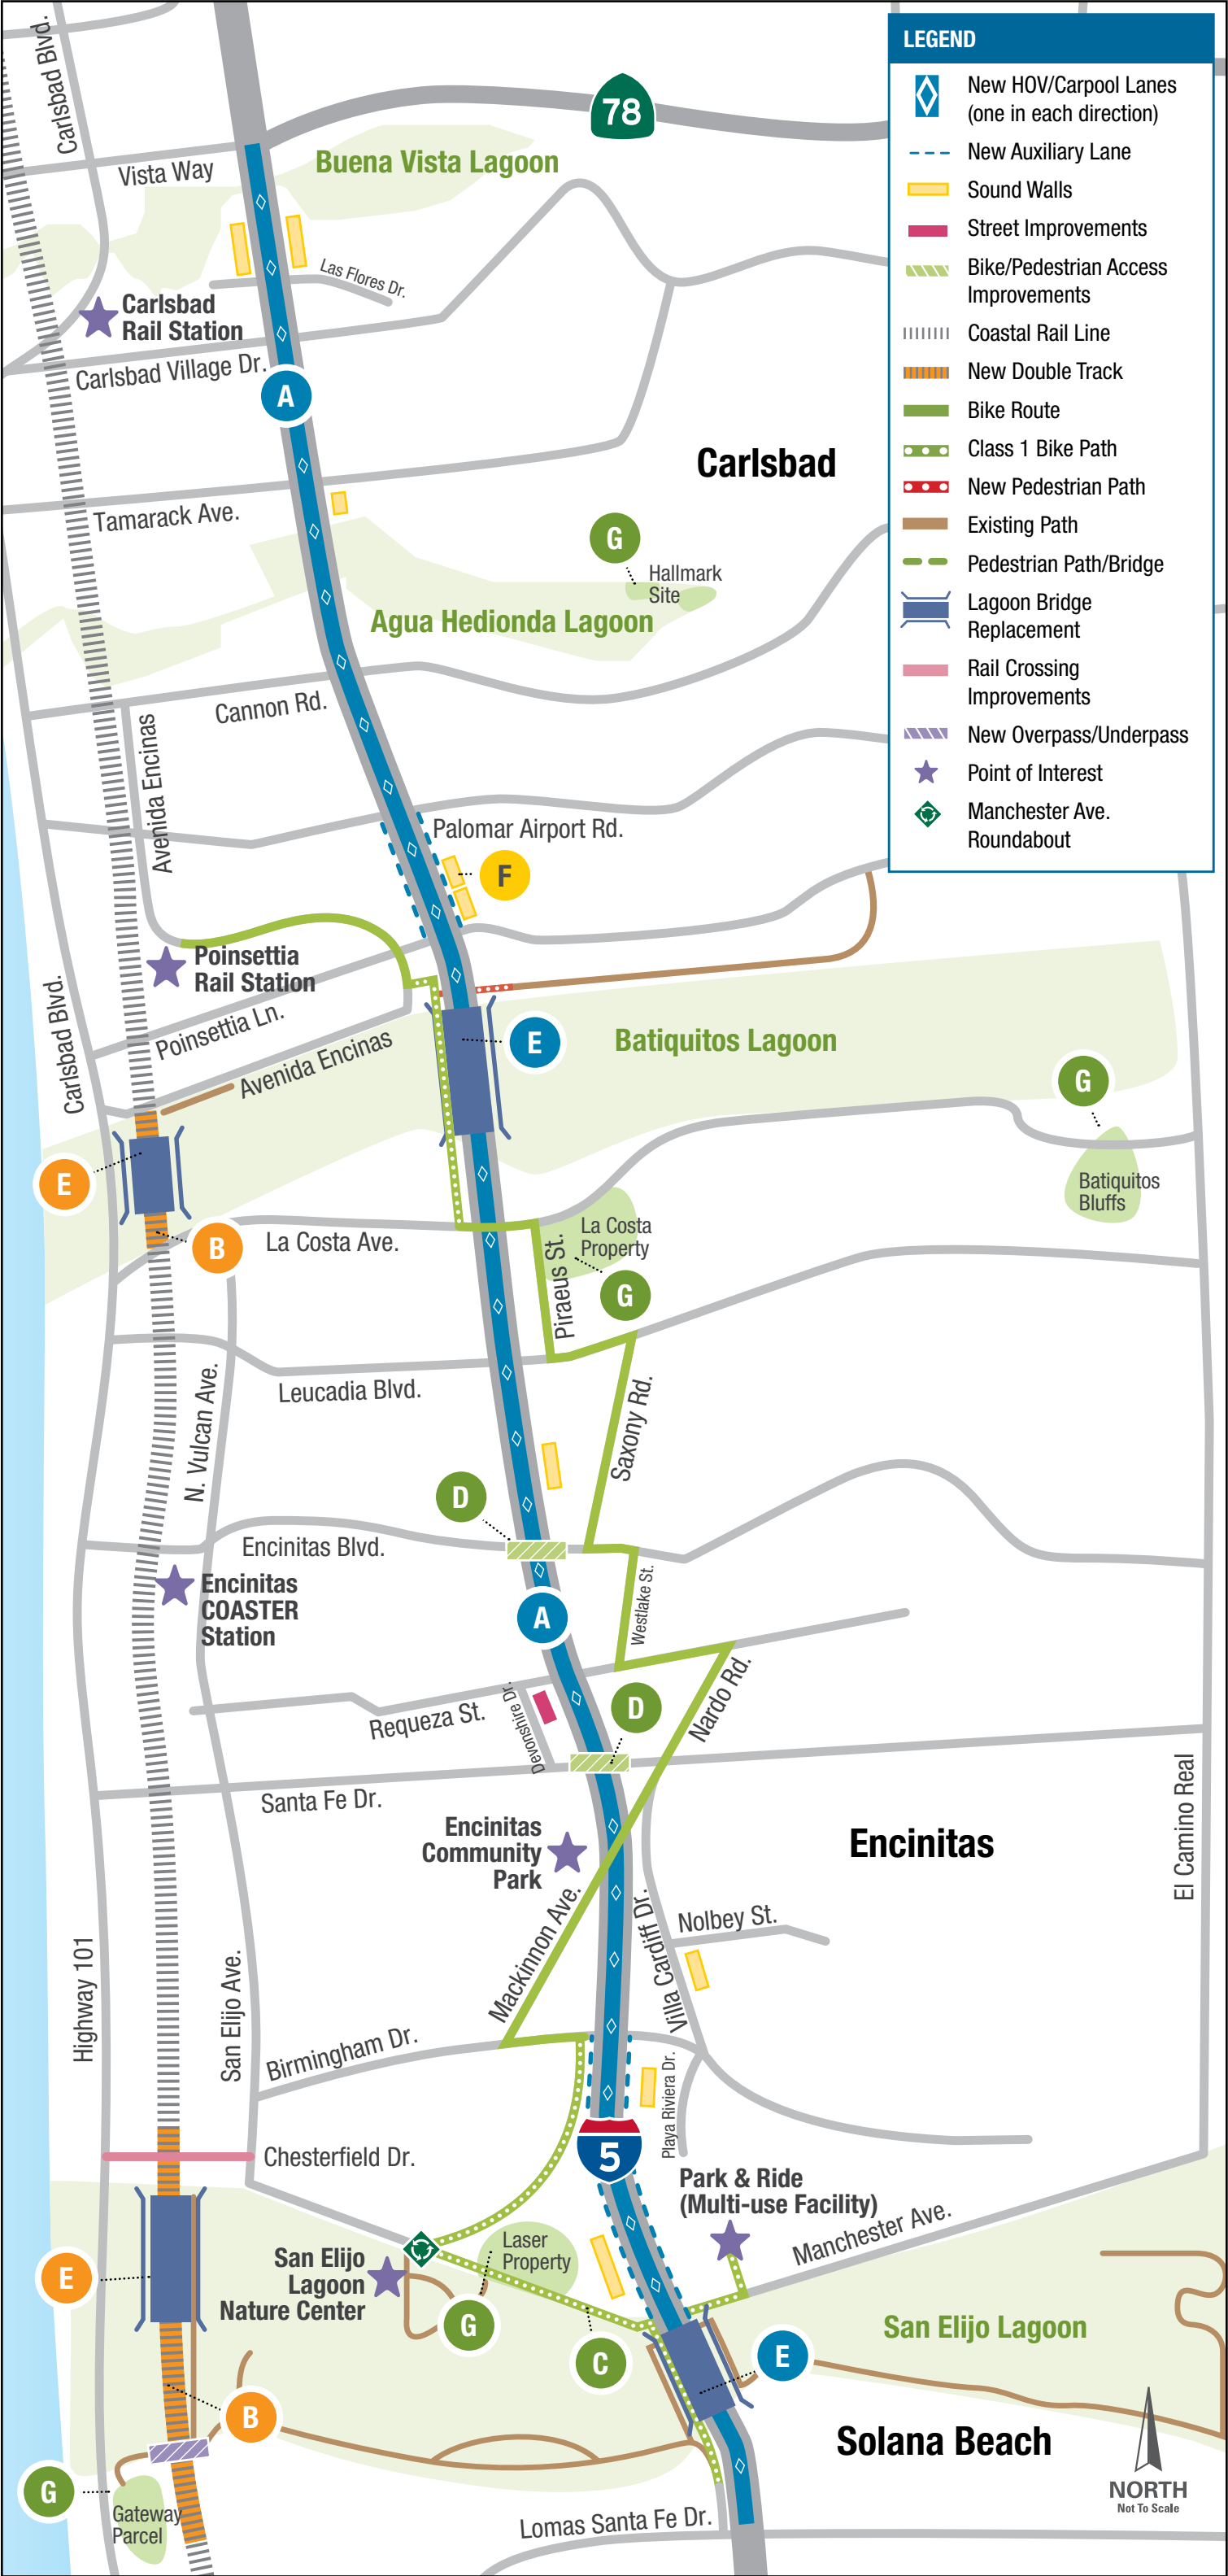 LEGEND
New HOV/Carpool Lanes
(one in each direction)
New Auxiliary Lane
Sound Walls
Street Improvements
Bike/Pedestrian Access
Improvements
Coastal Rail Line
New Double Track
Bike Route
Class 1 Bike Path
New Pedestrian Path
Existing Path
Pedestrian Path/Bridge
Lagoon Bridge
Replacement
Rail Crossing
Improvements
New Overpass/Underpass
Point of Interest
Manchester Ave.
Roundabout
Carlsbad Blvd.
78
Vista Way
Buena Vista Lagoon
Las Flores Dr.
Carlsbad
Rail Station
Carlsbad Village Dr.
A
Carlsbad
Tamarack Ave.
G
Hallmark
Site
Agua Hedionda Lagoon
Cannon Rd.
Avenida Encinas
Palomar Airport Rd.
F
Poinsettia
Rail Station
Carlsbad Blvd.
Poinsettia Ln.
Avenida Encinas
E
Batiquitos Lagoon
G
Batiquitos
Bluffs
E
B
La Costa Ave.
La Costa
Property
G
Piraeus St.
Leucadia Blvd.
N. Vulcan Ave.
Saxony Rd.
D
Encinitas Blvd.
Encinitas
COASTER
Station
A
Westlake St.
Requeza St.
Devonshire Dr.
D
Nardo Rd.
Santa Fe Dr.
Encinitas
Community
Park
Encinitas
El Camino Real
Mackinnon Ave.
Villa Cardiff Dr.
Nolbey St.
Highway 101
San Elijo Ave.
Birmingham Dr.
Playa Riviera Dr.
5
Chesterfield Dr.
Park & Ride
(Multi-use Facility)
Manchester Ave.
Laser
Property
San Elijo
Lagoon
Nature Center
E
G
C
E
San Elijo Lagoon
B
Solana Beach
G
Gateway
Parcel
Lomas Santa Fe Dr.
NORTH
Not To Scale